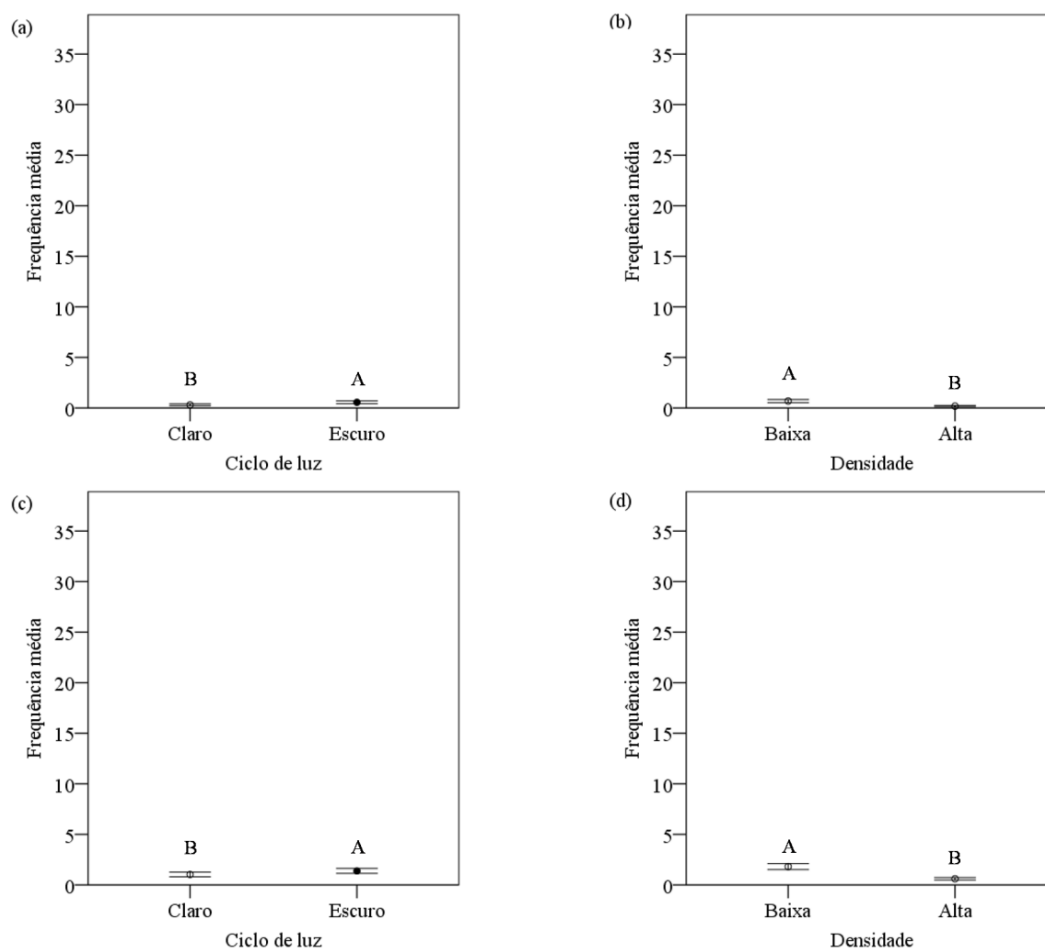 (a)
35
30
25
20
15
10
5
0
Frequência média
B
A
Claro
Escuro
Ciclo de luz
(b)
35
30
25
20
15
10
5
0
Frequência média
A
B
Baixa
Alta
Densidade
(c)
35
30
25
20
15
10
5
0
Frequência média
B
A
Claro
Escuro
Ciclo de luz
(d)
35
30
25
20
15
10
5
0
Frequência média
A
B
Baixa
Alta
Densidade